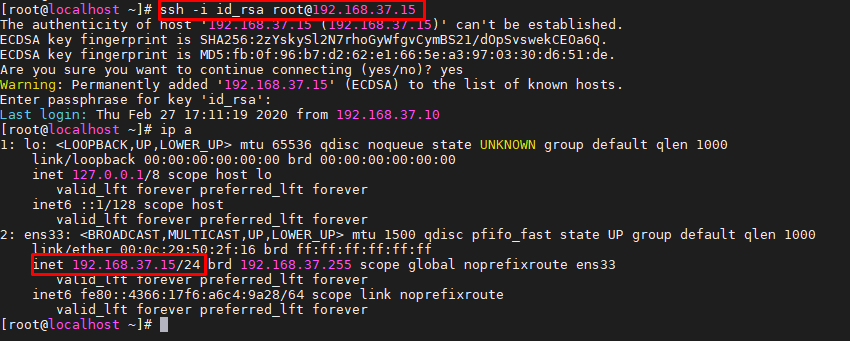 [root@localhost ~]# ssh -i id_rsa root@192.168.37.15
The authenticity of host '192.168.37.15 (192.168.37.15)' can't be established.
ECDSA key fingerprint is SHA256:2zYskySl2N7rhoGyWfgvCymBS21/dOpSvswekCEOa6Q.
ECDSA key fingerprint is MD5:fb:0f:96:b7:d2:62:e1:66:5e:a3:97:03:30:d6:51:de.
Are you sure you want to continue connecting (yes/no)? yes
Warning: Permanently added '192.168.37.15' (ECDSA) to the list of known hosts.
Enter passphrase for key 'id_rsa':
Last login: Thu Feb 27 17:11:19 2020 from 192.168.37.10
[root@localhost ~]# ip a
1: lo: <LOOPBACK,UP,LOWER_UP> mtu 65536 qdisc noqueue state UNKNOWN group default qlen 1000
    link/loopback 00:00:00:00:00:00 brd 00:00:00:00:00:00
    inet 127.0.0.1/8 scope host lo
       valid_lft forever preferred_lft forever
    inet6 ::1/128 scope host
       valid_lft forever preferred_lft forever
2: ens33: <BROADCAST,MULTICAST,UP,LOWER_UP> mtu 1500 qdisc pfifo_fast state UP group default qlen 1000
    link/ether 00:0c:29:50:2f:16 brd ff:ff:ff:ff:ff:ff
    inet 192.168.37.15/24 brd 192.168.37.255 scope global noprefixroute ens33
       valid_lft forever preferred_lft forever
    inet6 fe80::4366:17f6:a6c4:9a28/64 scope link noprefixroute
       valid_lft forever preferred_lft forever
[root@localhost ~]#